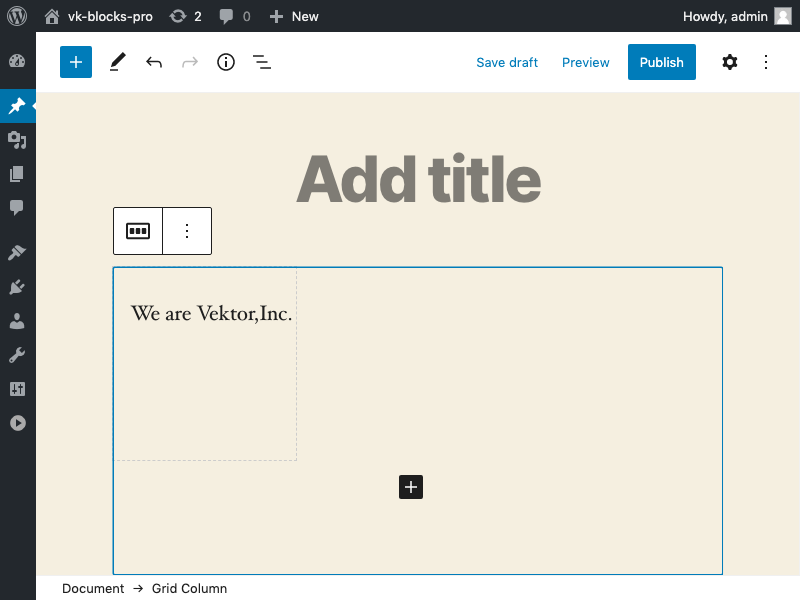 vk-blocks-pro 2 0 New Howdy, admin
Save draft Preview Publish
Add title
We are Vektor,Inc.
Document → Grid Column